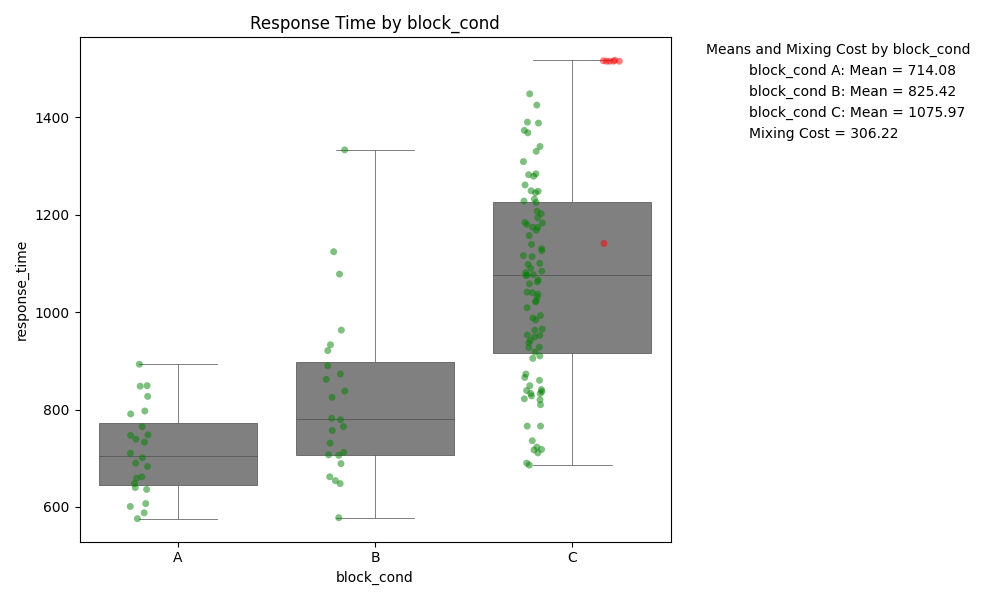 Response Time by block_cond
Means and Mixing Cost by block_cond
block_cond A: Mean = 714.08
block_cond B: Mean = 825.42
block_cond C: Mean = 1075.97
Mixing Cost = 306.22
response_time
1400
1200
1000
800
600
A
B
C
block_cond